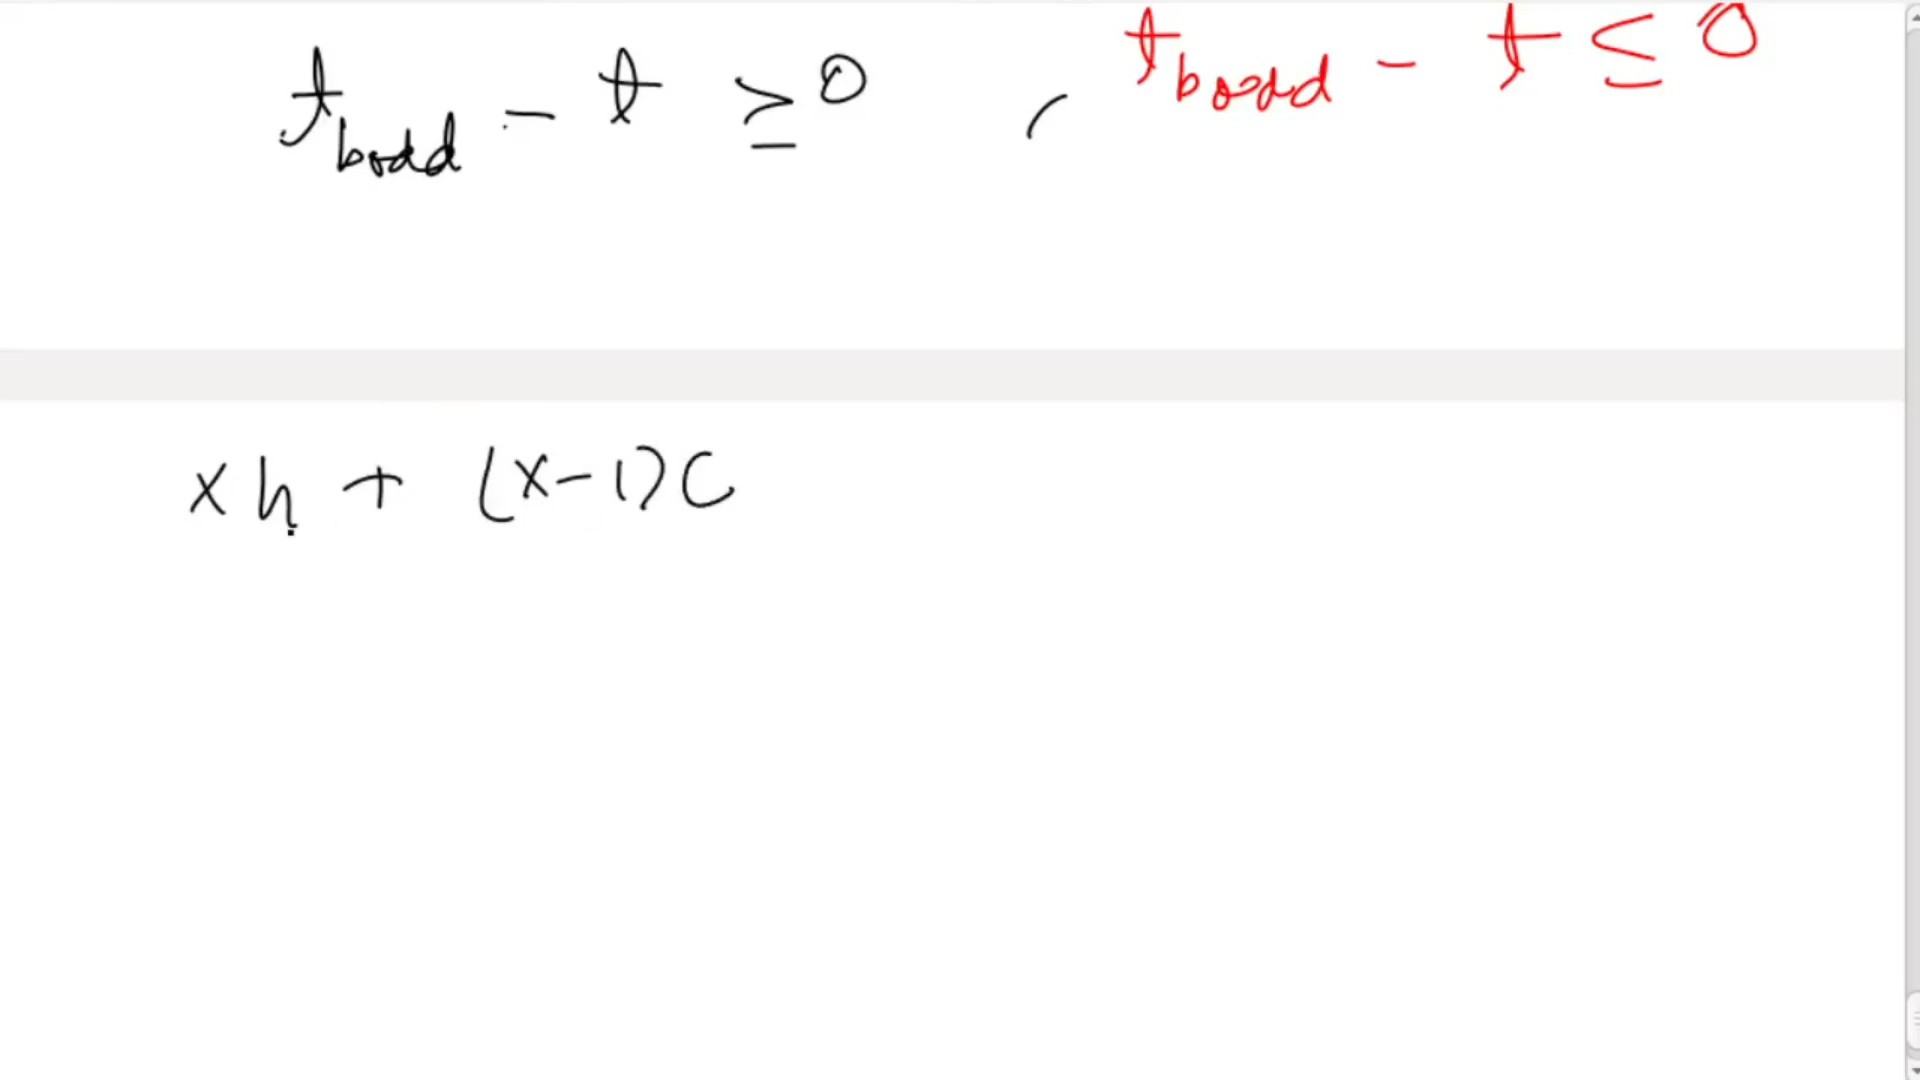 t_bodd - t ≥ 0 , t_bodd - t ≤ 0
xh + (x-1)C